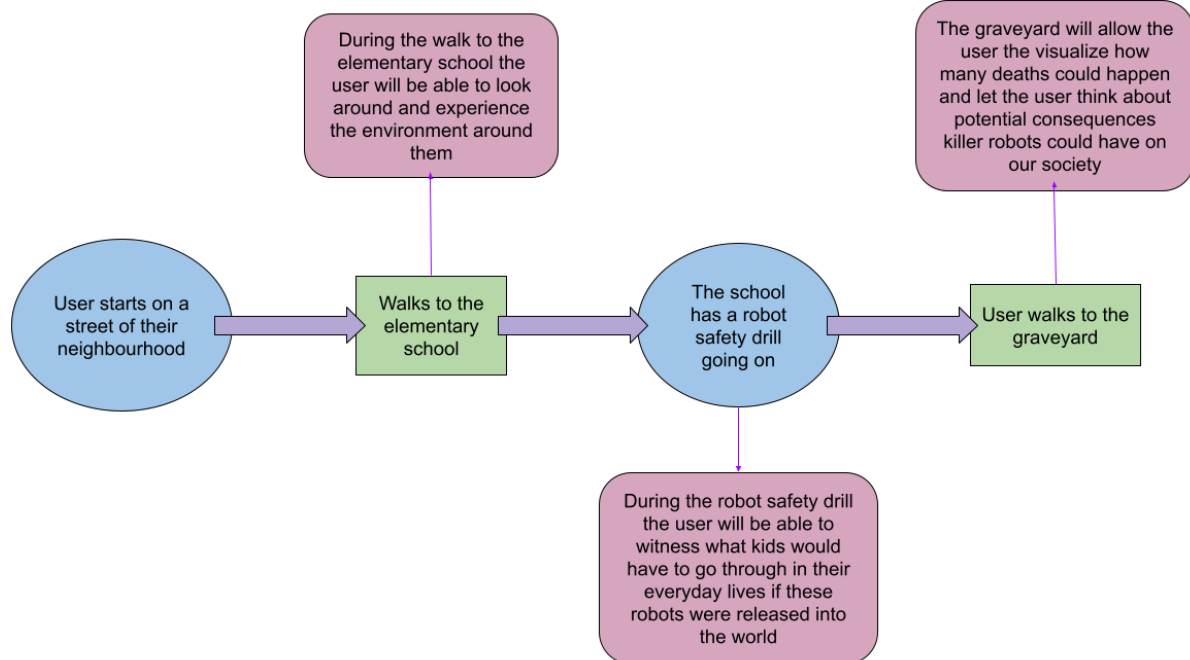 During the walk to the
elementary school the
user will be able to look
around and experience
the environment around
them
The graveyard will allow the
user the visualize how
many deaths could happen
and let the user think about
potential consequences
killer robots could have on
our society
User starts on a
street of their
neighbourhood
Walks to the
elementary
school
The school
has a robot
safety drill
going on
User walks to the
graveyard
During the robot safety drill
the user will be able to
witness what kids would
have to go through in their
everyday lives if these
robots were released into
the world